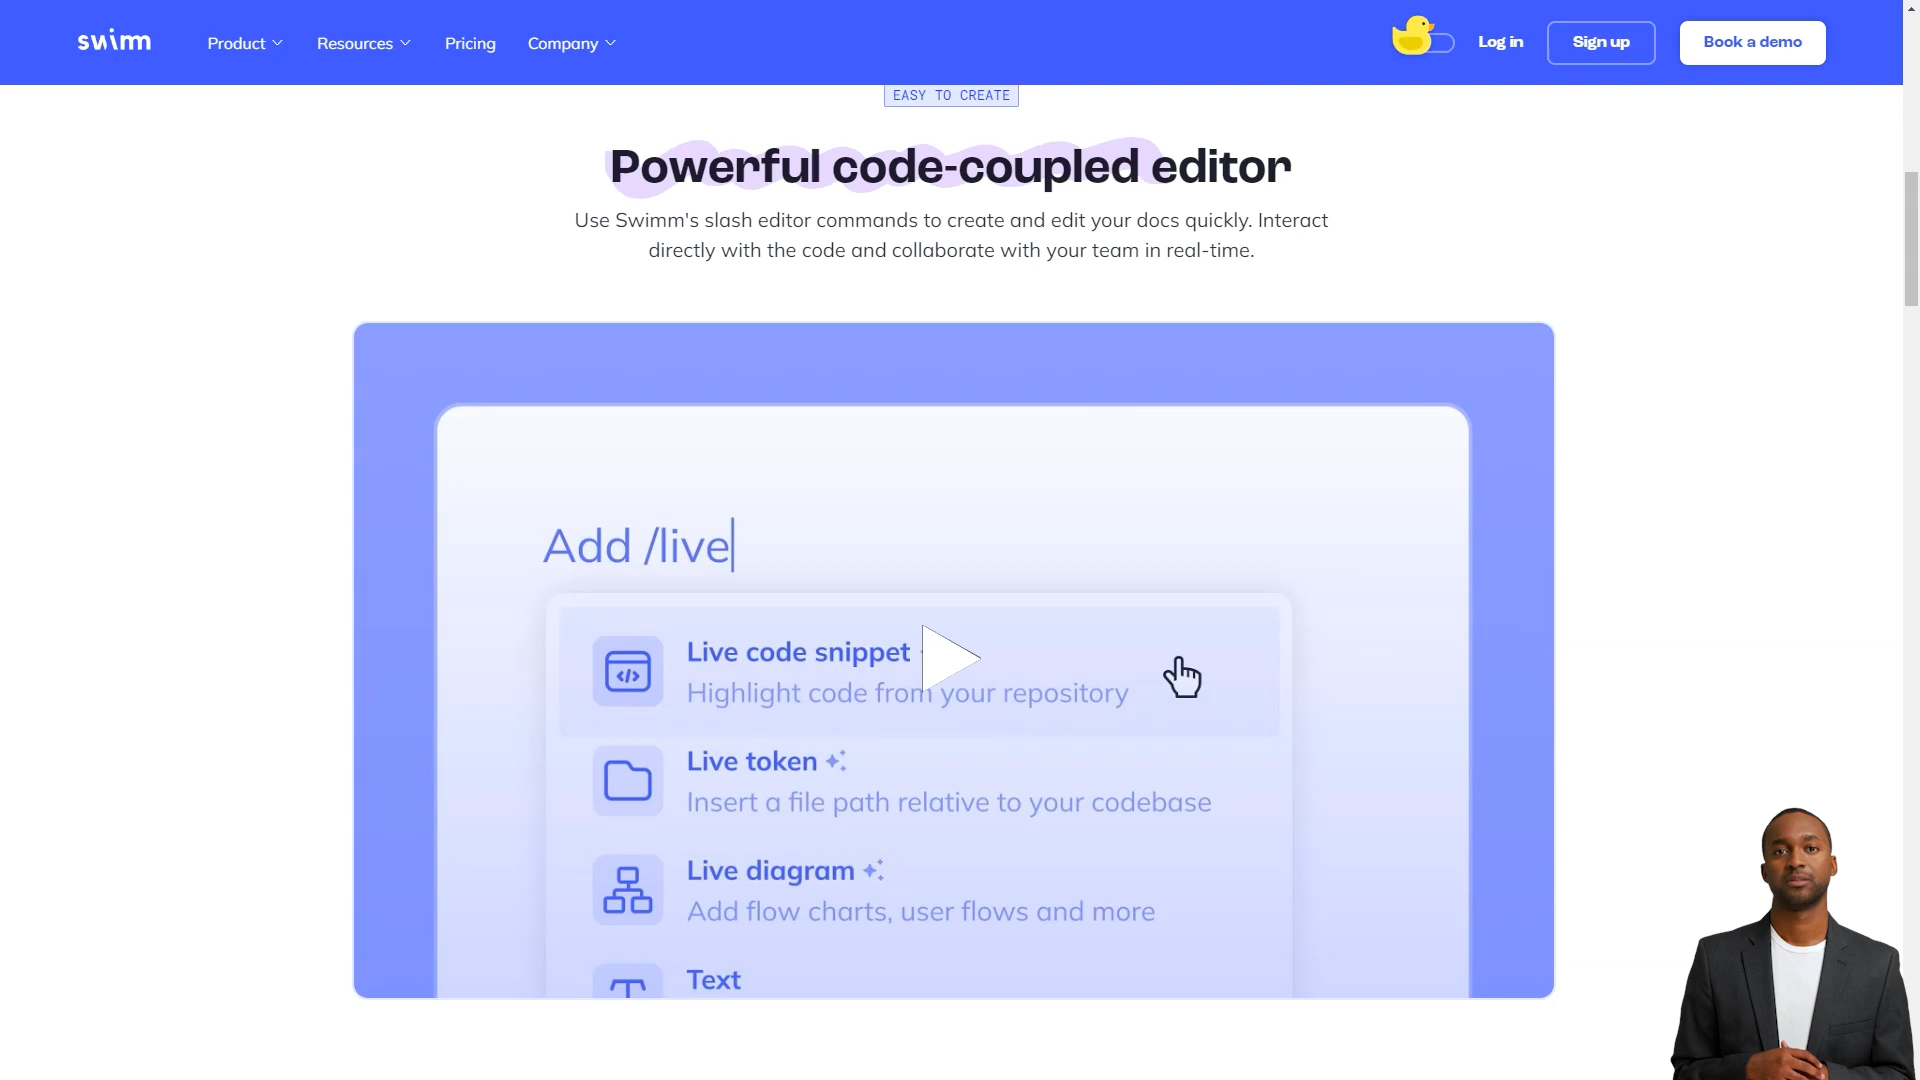 swimm
Product
Resources
Pricing
Company
Log in
Sign up
Book a demo
EASY TO CREATE
Powerful code-coupled editor
Use Swimm's slash editor commands to create and edit your docs quickly. Interact
directly with the code and collaborate with your team in real-time.
Add /live
Live code snippet
Highlight code from your repository
Live token
Insert a file path relative to your codebase
Live diagram
Add flow charts, user flows and more
Text